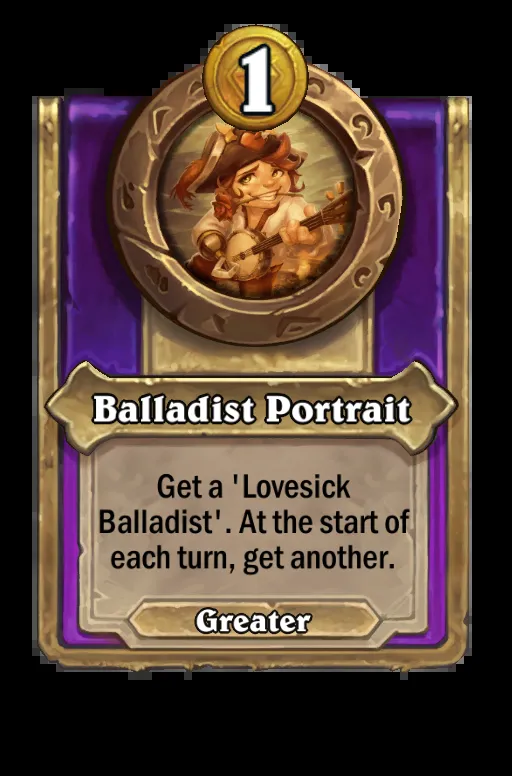 1
Balladist Portrait
Get a 'Lovesick
Balladist'. At the start of
each turn, get another.
Greater